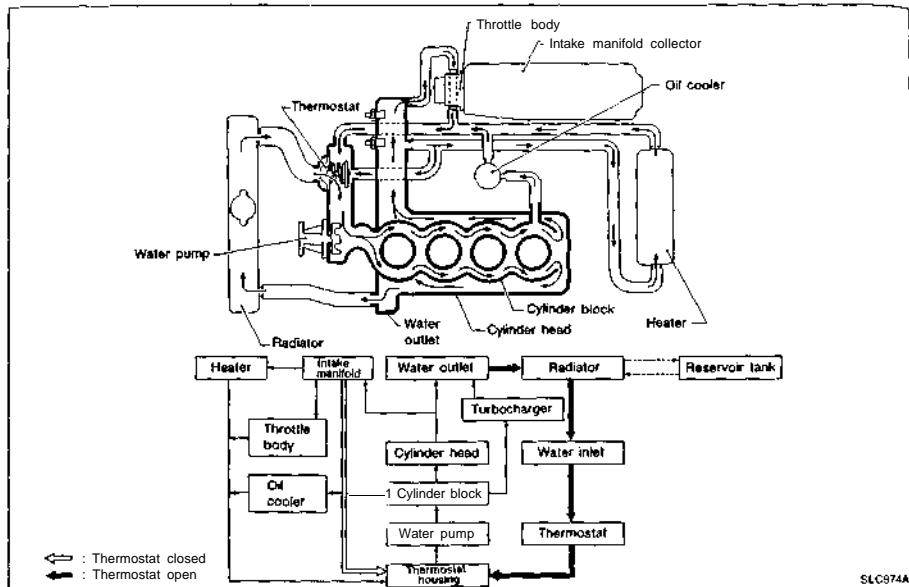 Throttle body
- Intake manifold collector
Oil cooler
Thermostat
Water pump
Cylinder block
Water
outlet
Cylinder head
Heater
Radiator
Heater
Intake
manifold
Water outlet
Radiator
Reservoir tank
Turbocharger
Throttle
body
Cylinder head
Water inlet
Oil
cooler
1 Cylinder block
Water pump
Thermostat
: Thermostat closed
: Thermostat open
Thermostat
housing
SLC874A